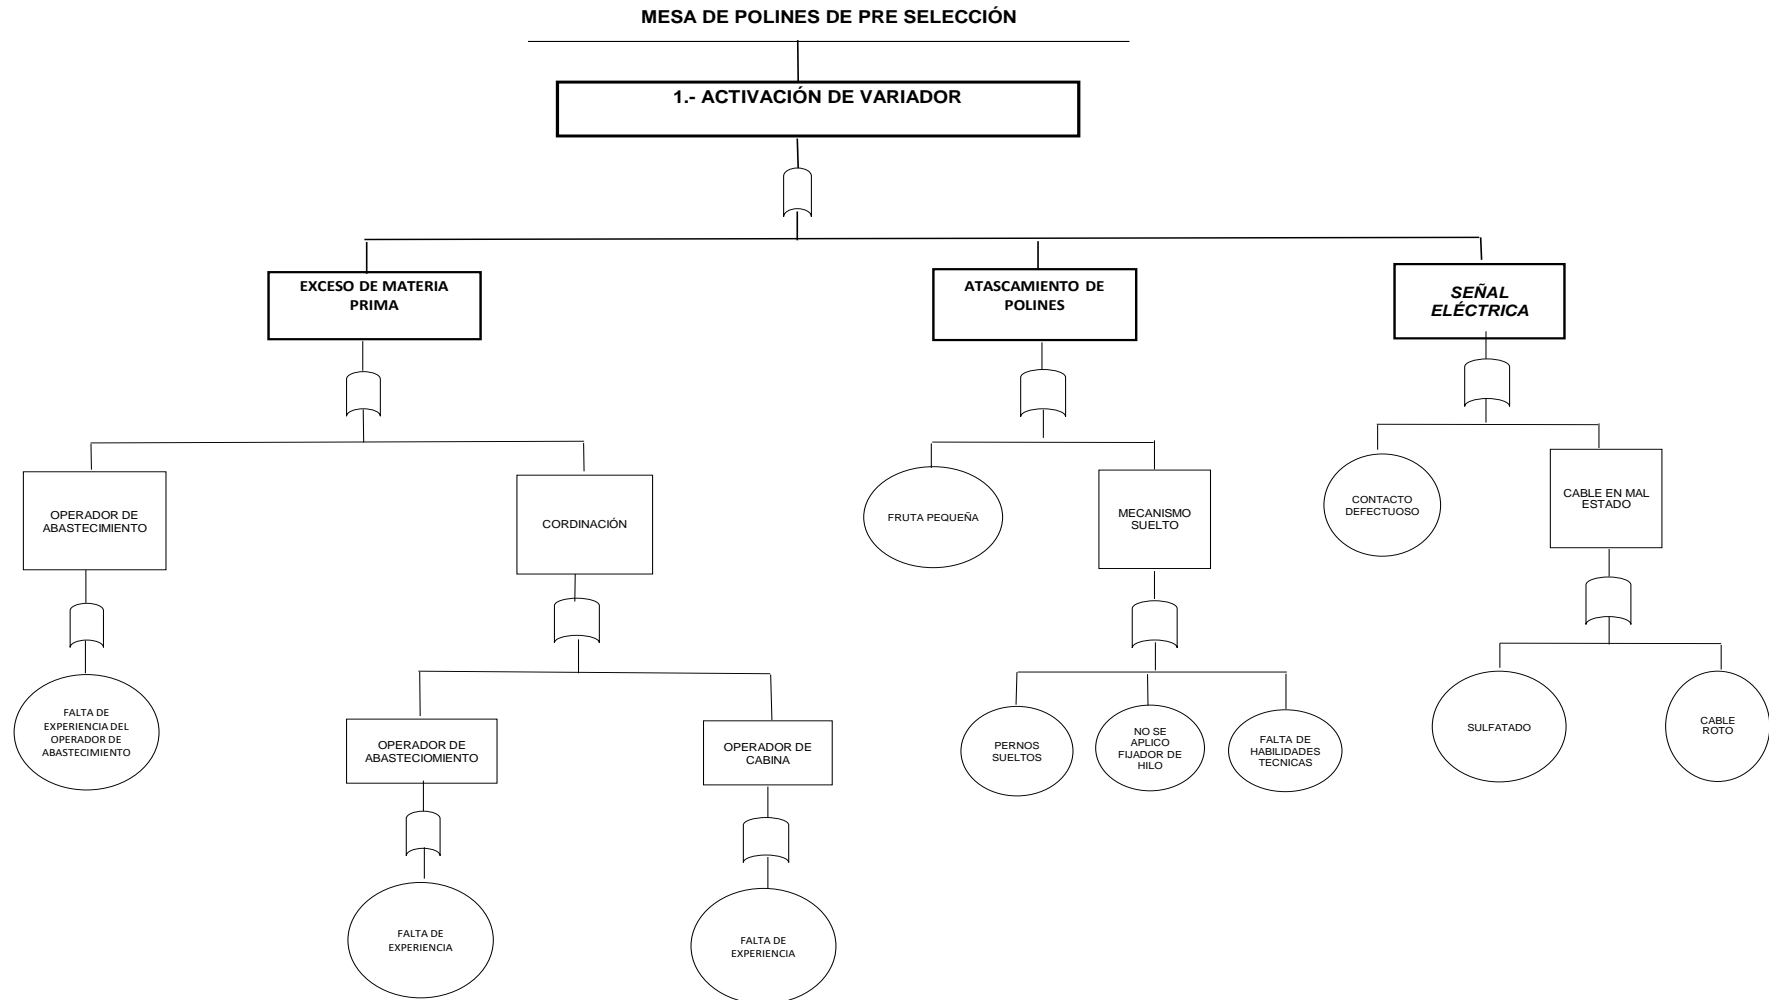 MESA DE POLINES DE PRE SELECCIÓN
1.- ACTIVACIÓN DE VARIADOR
EXCESO DE MATERIA
PRIMA
ATASCAMIENTO DE
POLINES
SEÑAL
ELÉCTRICA
OPERADOR DE
ABASTECIMIENTO
CORDINACIÓN
FRUTA PEQUEÑA
MECANISMO
SUELTO
CONTACTO
DEFECTUOSO
CABLE EN MAL
ESTADO
FALTA DE
EXPERIENCIA DEL
OPERADOR DE
ABASTECIMIENTO
OPERADOR DE
ABASTECIOMIENTO
OPERADOR DE
CABINA
PERNOS
SUELTOS
NO SE
APLICO
FIJADOR DE
HILO
FALTA DE
HABILIDADES
TECNICAS
SULFATADO
CABLE
ROTO
FALTA DE
EXPERIENCIA
FALTA DE
EXPERIENCIA